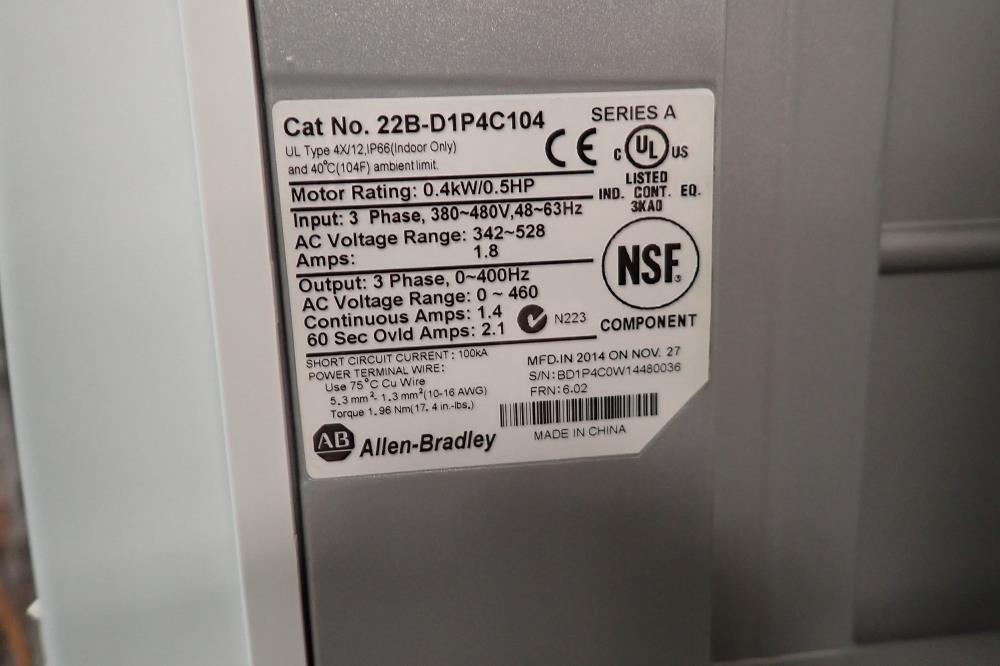 Cat No. 22B-D1P4C104
SERIES A
UL Type 4X/12,IP66(Indoor Only)
and 40°C(104F) ambient limit.
CE
C UL US
LISTED
IND. CONT. EQ.
3KA0
Motor Rating: 0.4kW/0.5HP
Input: 3 Phase, 380~480V,48~63Hz
AC Voltage Range: 342~528
Amps: 1.8
NSF®
COMPONENT
Output: 3 Phase, 0~400Hz
AC Voltage Range: 0 ~ 460
Continuous Amps: 1.4
60 Sec Ovld Amps: 2.1
N223
SHORT CIRCUIT CURRENT : 100kA
POWER TERMINAL WIRE:
Use 75°C Cu Wire
5.3 mm²- 1.3 mm²(10-16 AWG)
Torque 1.96 Nm(17.4 in-lbs.)
MFD.IN 2014 ON NOV. 27
S/N: BD1P4C0W14480036
FRN: 6.02
MADE IN CHINA
AB Allen-Bradley